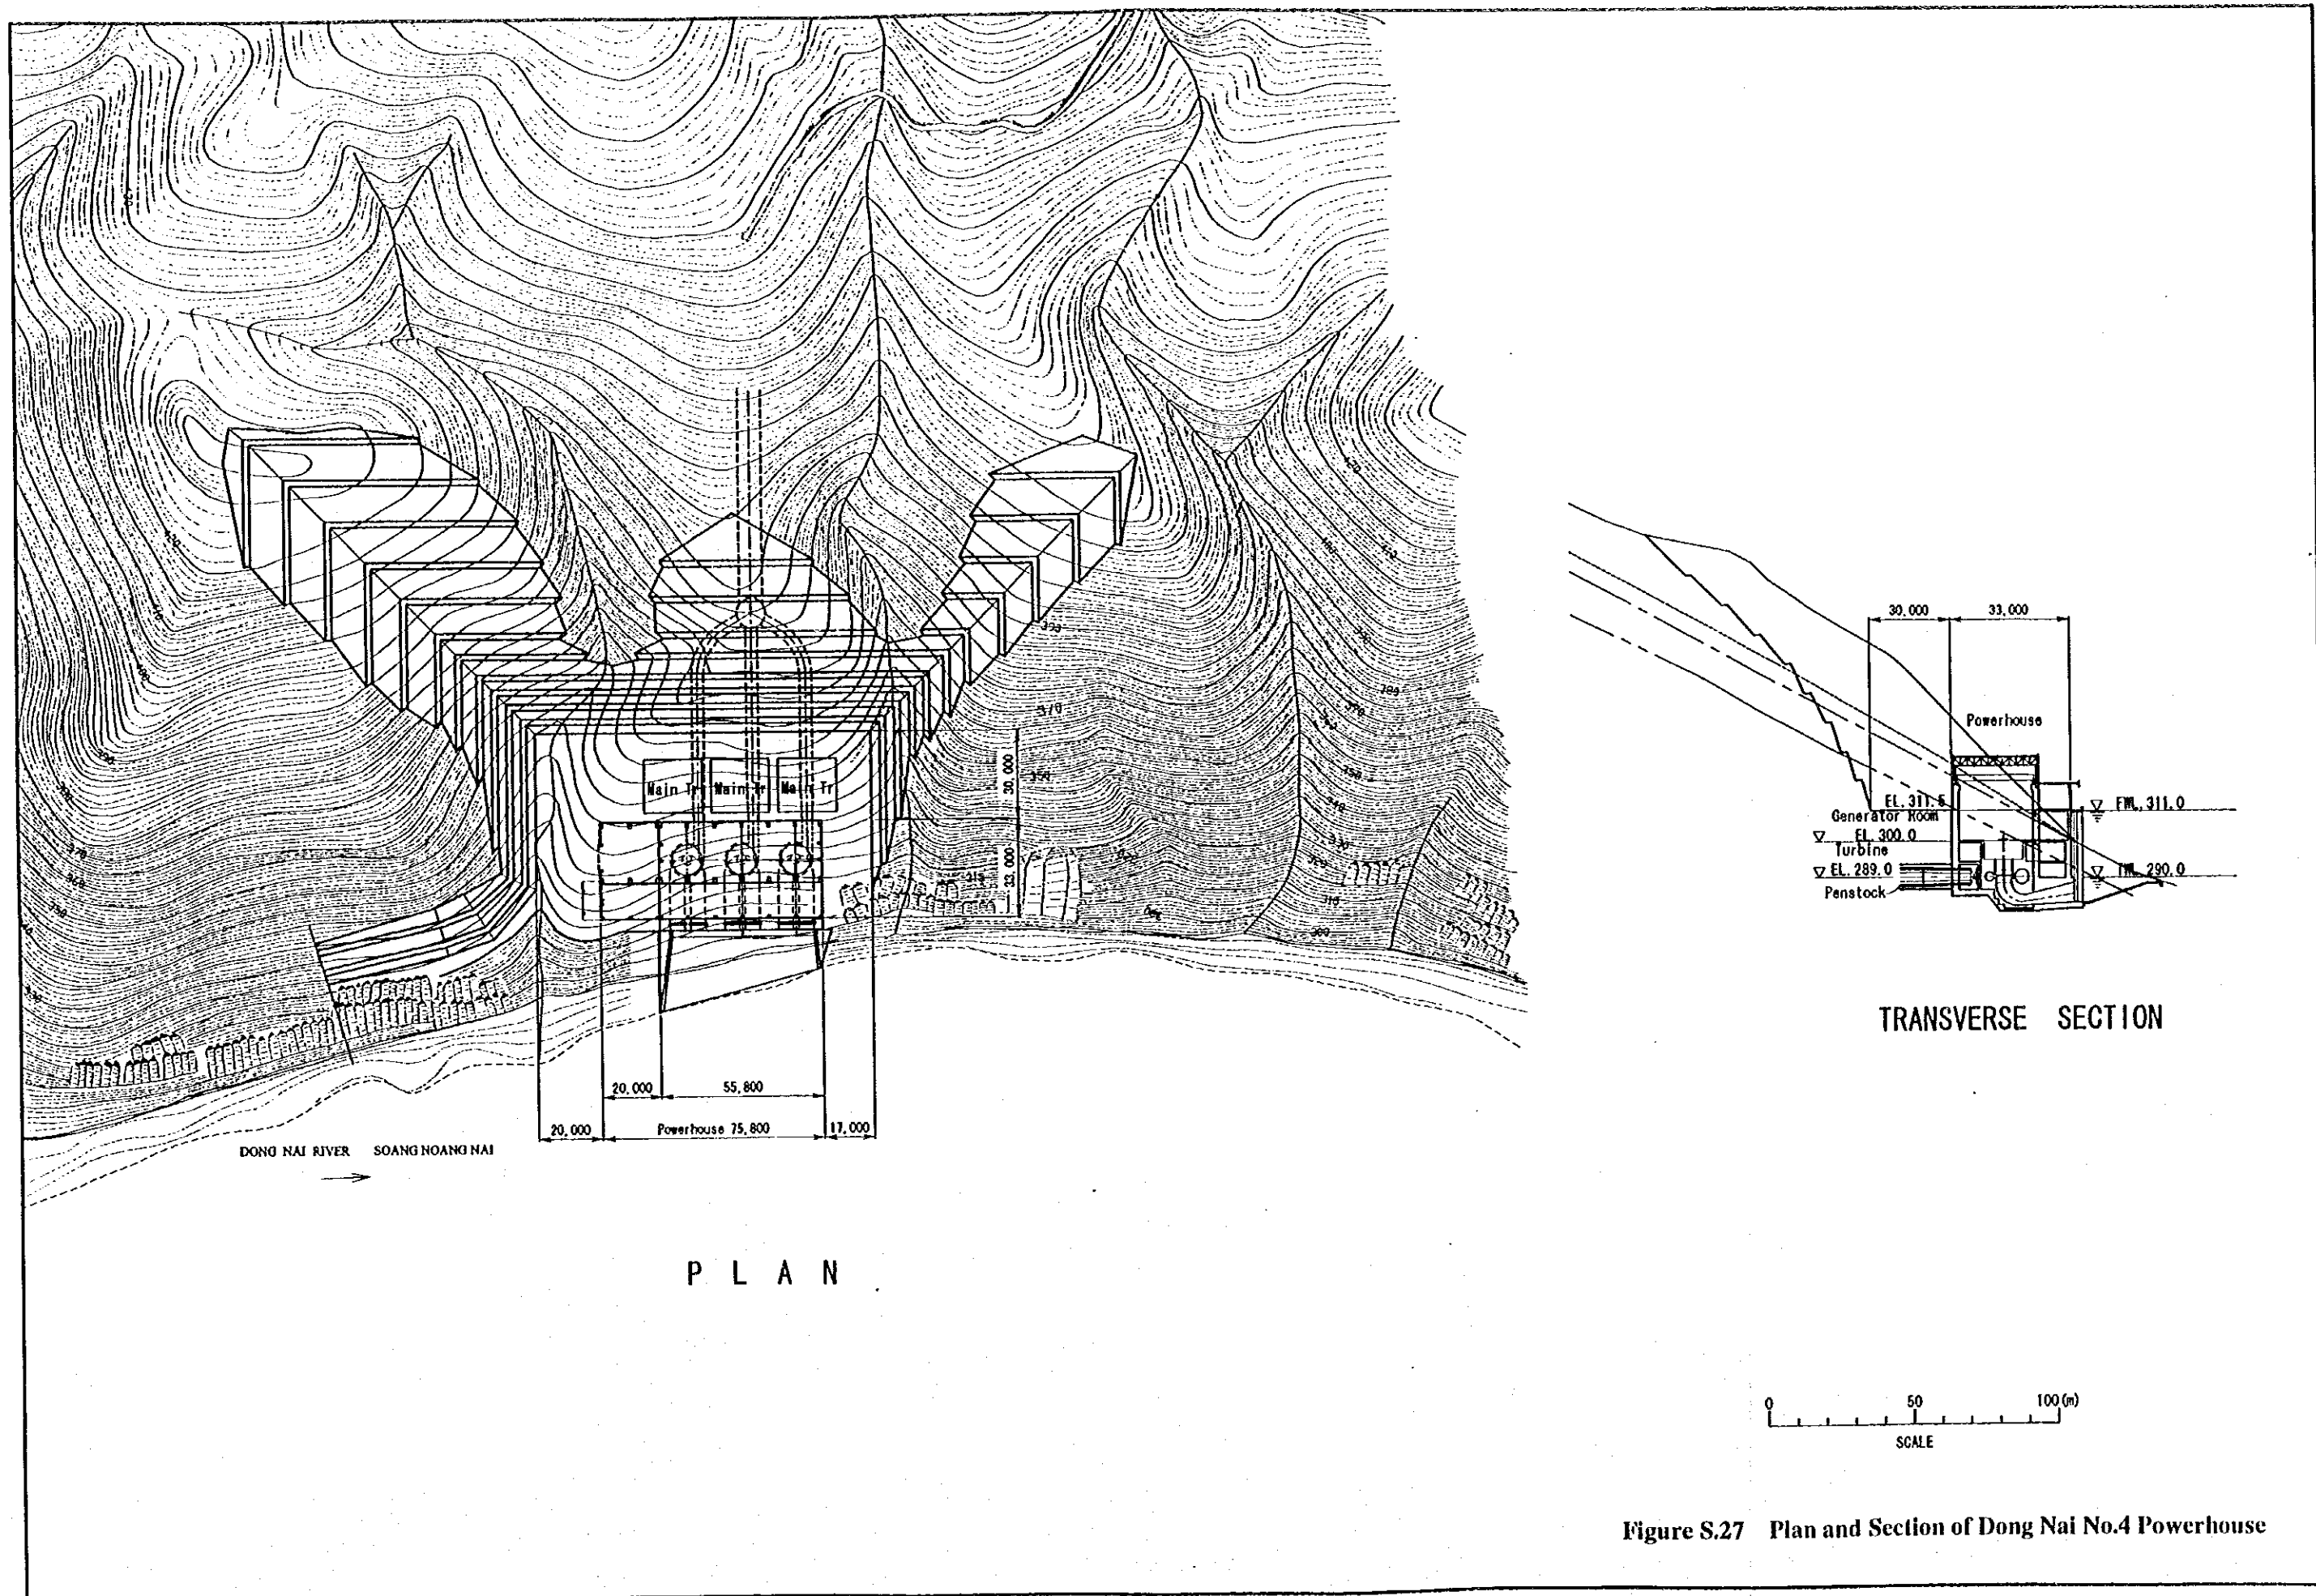 Main Tr
Main Tr
Main Tr
30,000
33,000
20,000
55,800
20,000
Powerhouse 75,800
17,000
DONG NAI RIVER SOANG NOANG NAI
P L A N
370
30,000
33,000
Powerhouse
EL. 311.5
FWL. 311.0
Generator Room
EL. 300.0
Turbine
EL. 289.0
TWL. 290.0
Penstock
TRANSVERSE SECTION
0 50 100(m)
SCALE
Figure S.27 Plan and Section of Dong Nai No.4 Powerhouse